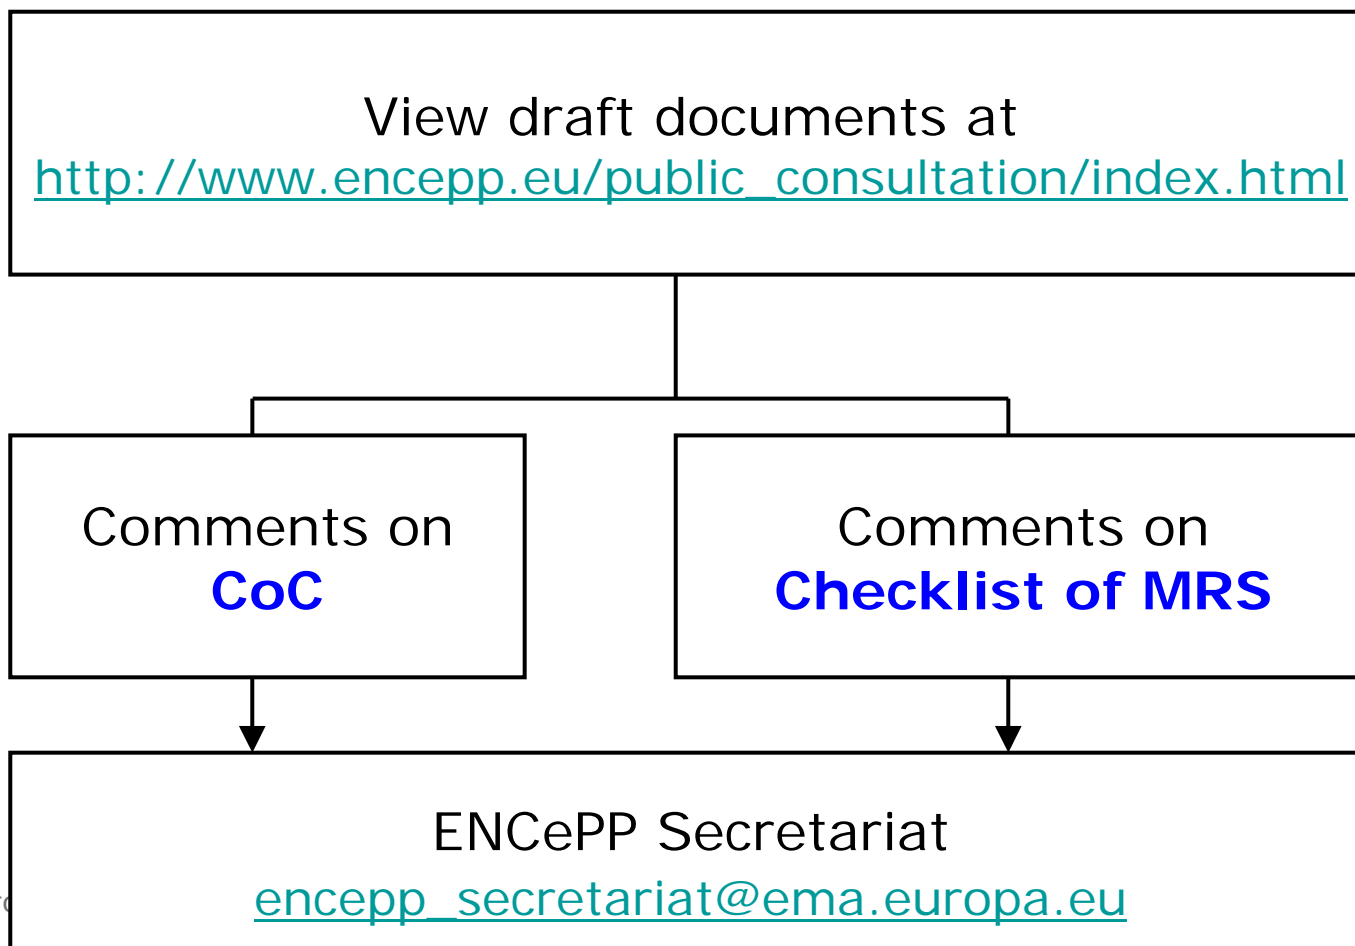 View draft documents at
http://www.encepp.eu/public_consultation/index.html
Comments on
CoC
Comments on
Checklist of MRS
ENCePP Secretariat
encepp_secretariat@ema.europa.eu